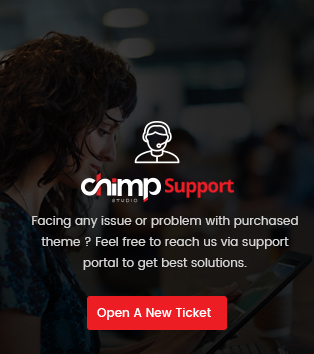 chimp Support
STUDIO
Facing any issue or problem with purchased
theme ? Feel free to reach us via support
portal to get best solutions.
Open A New Ticket